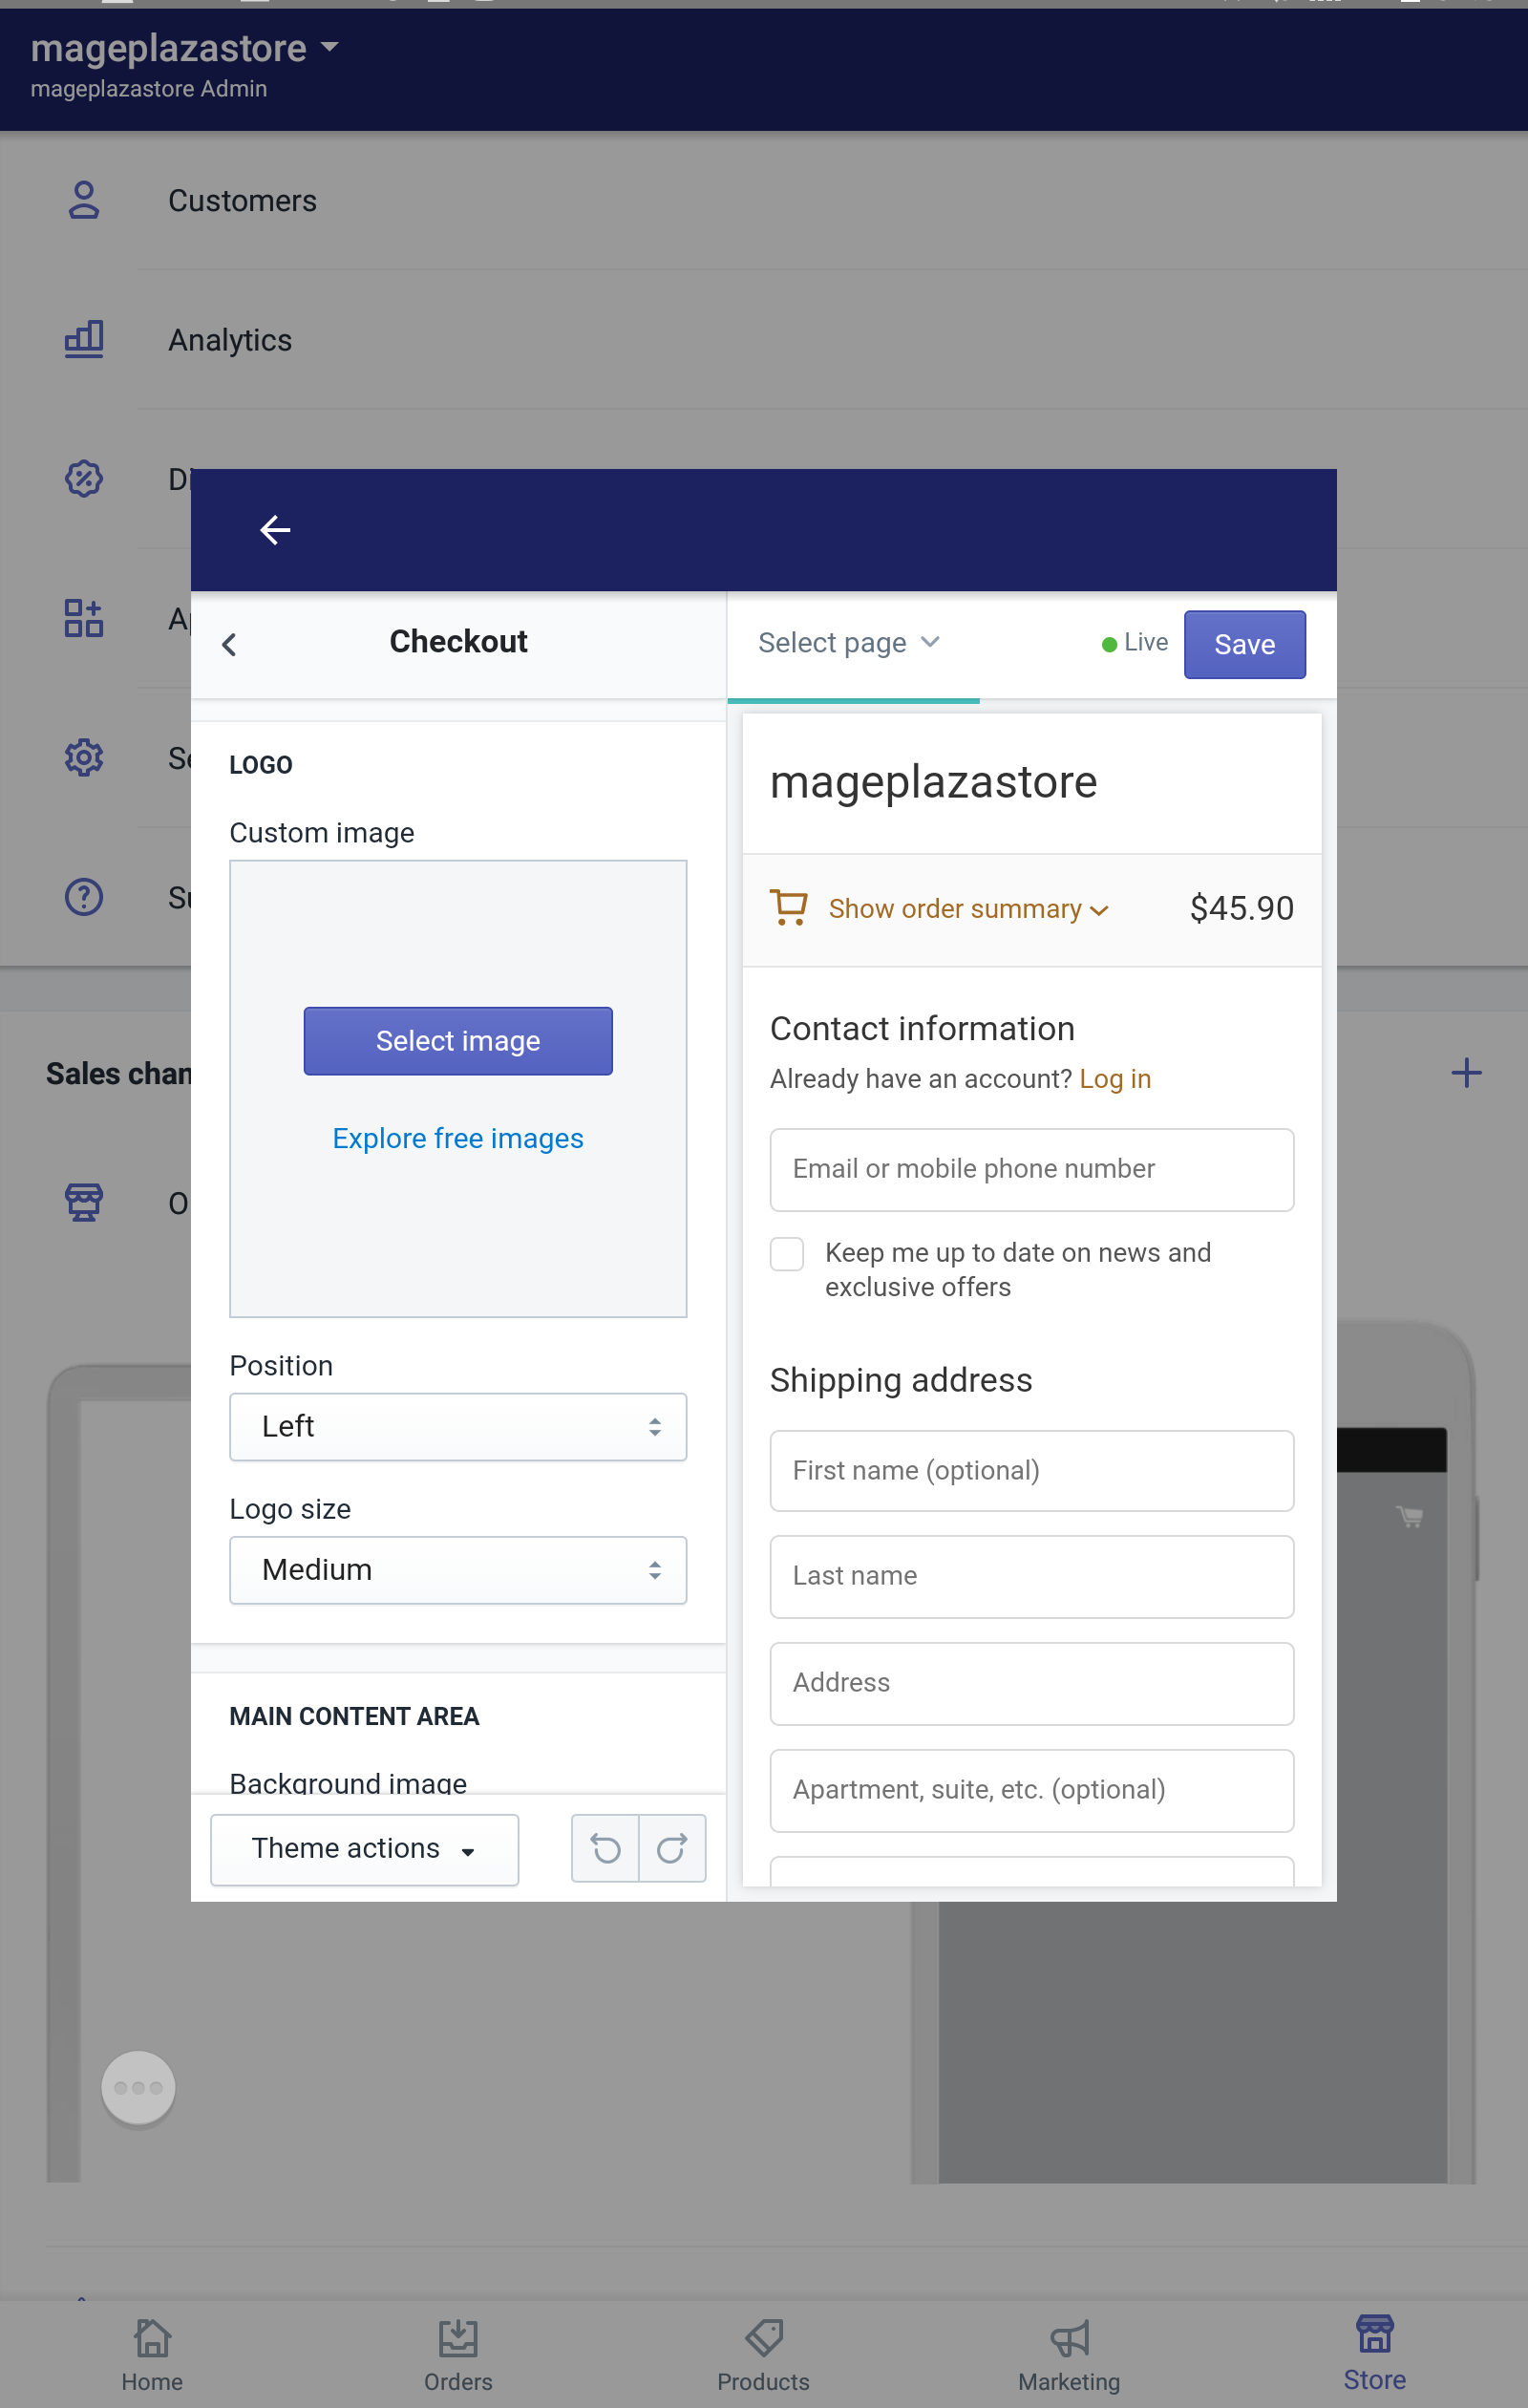 mageplazastore
mageplazastore Admin
Customers
Analytics
Checkout
Select page
Live
Save
LOGO
Custom image
Select image
Explore free images
Position
Left
Logo size
Medium
MAIN CONTENT AREA
Background image
Theme actions
mageplazastore
Show order summary
$45.90
Contact information
Already have an account? Log in
Email or mobile phone number
Keep me up to date on news and
exclusive offers
Shipping address
First name (optional)
Last name
Address
Apartment, suite, etc. (optional)
Sales
Home
Orders
Products
Marketing
Store